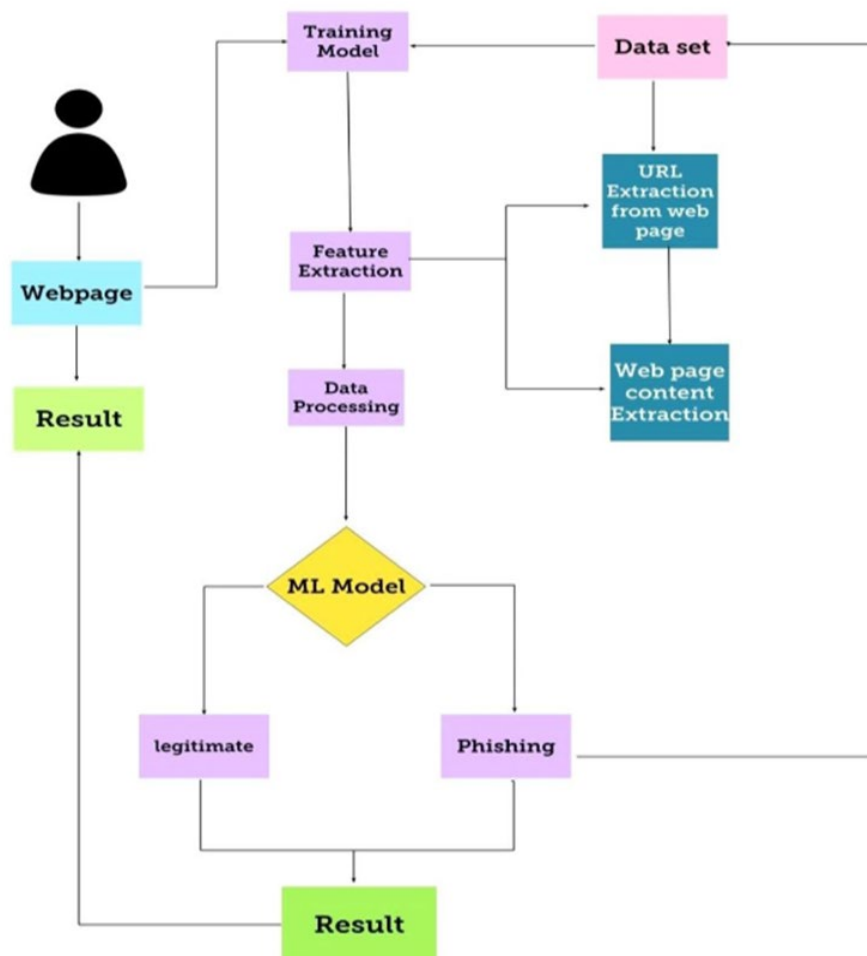 Training
Model
Data set
URL
Extraction
from web
page
Feature
Extraction
Webpage
Web page
content
Extraction
Data
Processing
Result
ML Model
legitimate
Phishing
Result